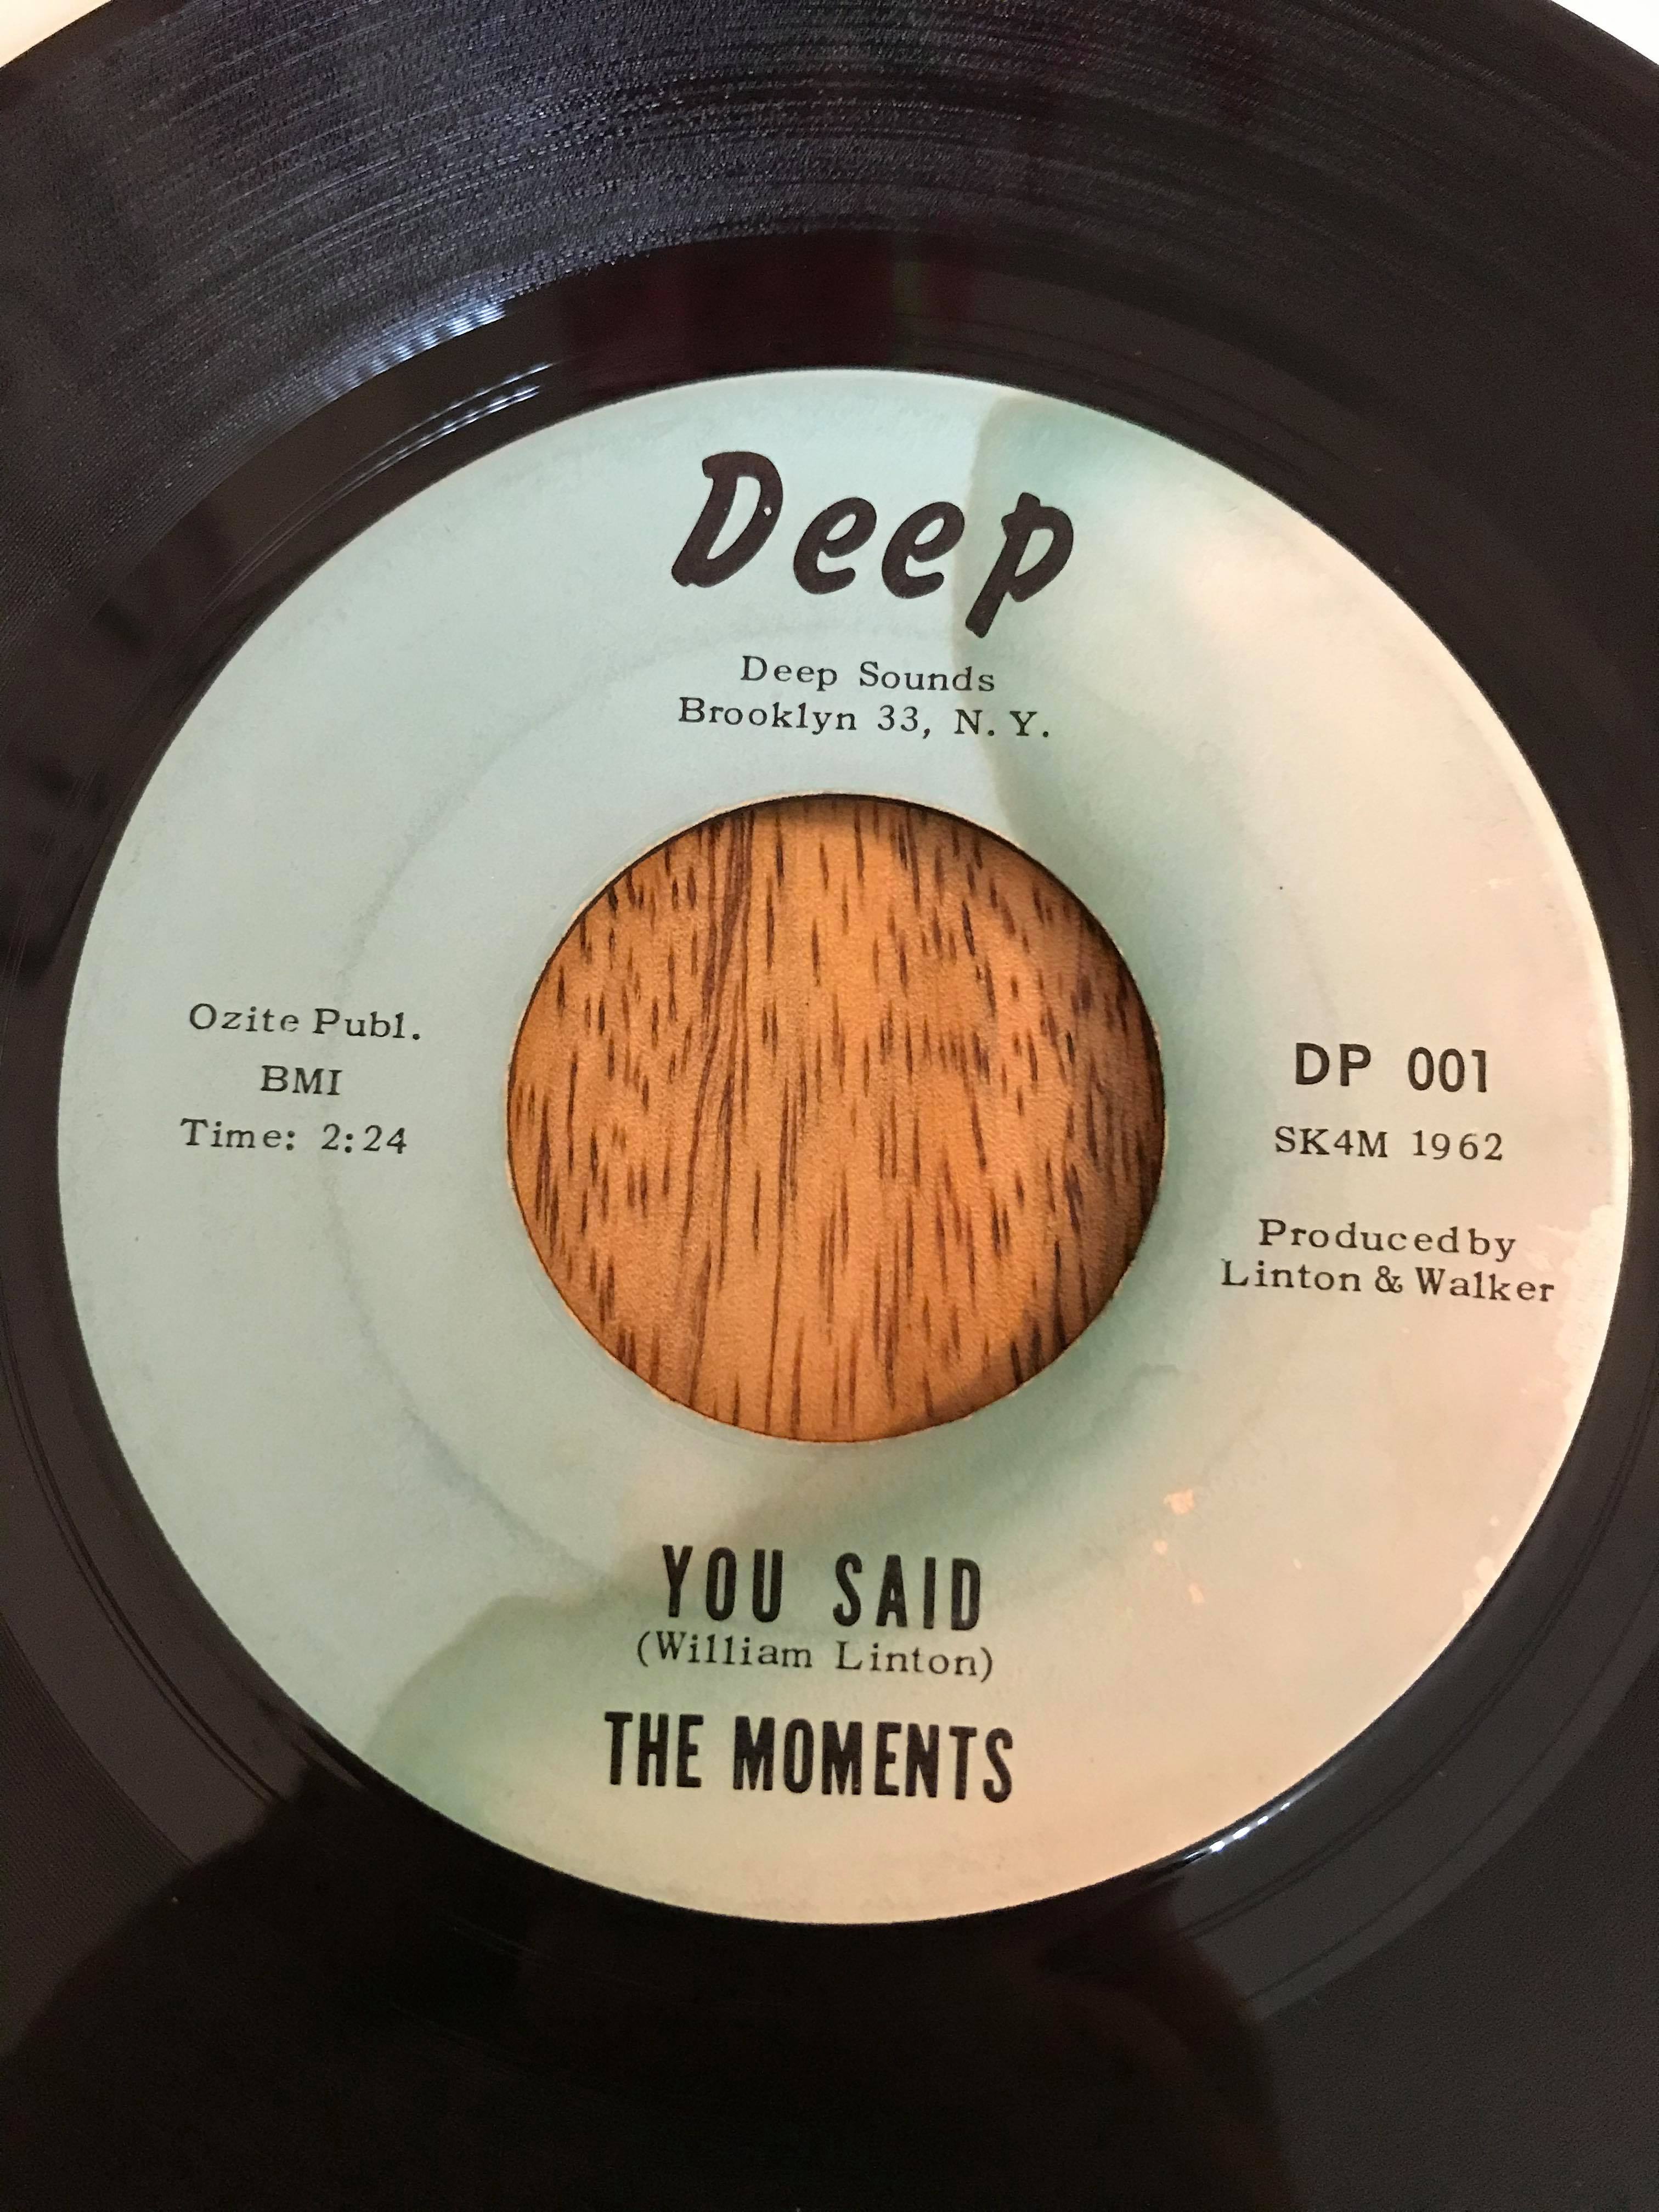 Deep
Deep Sounds
Brooklyn 33, N. Y.
Ozite Publ.
BMI
Time: 2:24
DP 001
SK4M 1962
Produced by
Linton & Walker
YOU SAID
(William Linton)
THE MOMENTS